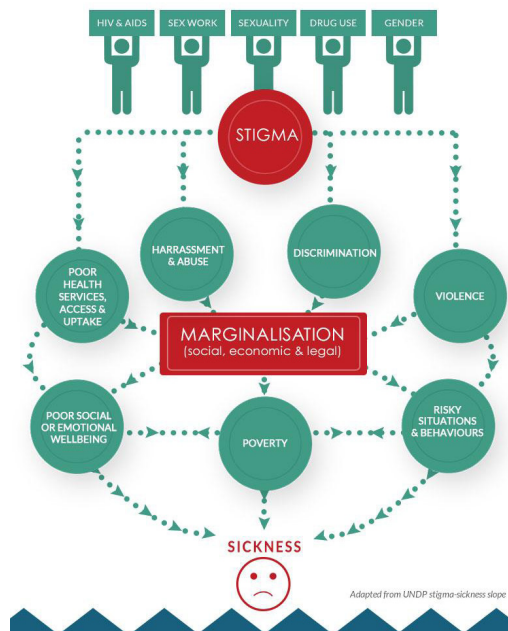 HIV & AIDS
SEX WORK
SEXUALITY
DRUG USE
GENDER
STIGMA
HARRASSMENT
& ABUSE
DISCRIMINATION
POOR
HEALTH
SERVICES,
ACCESS &
UPTAKE
VIOLENCE
MARGINALISATION
(social, economic & legal)
POOR SOCIAL
OR EMOTIONAL
WELLBEING
POVERTY
RISKY
SITUATIONS
& BEHAVIOURS
SICKNESS
Adapted from UNDP stigma-sickness slope